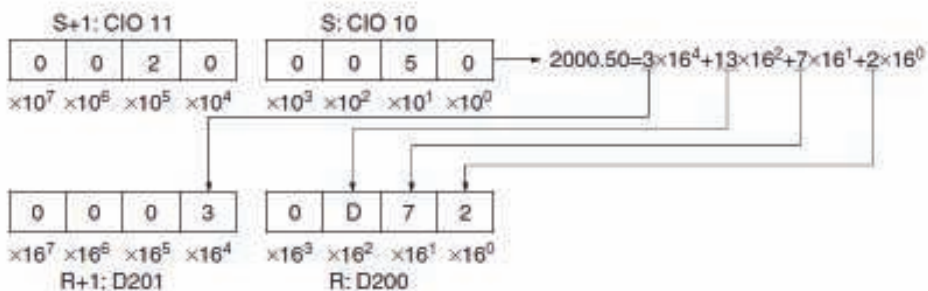 S+1: CIO 11 S: CIO 10
0 0 2 0 0 0 5 0 2000.50=3×16⁴+13×16²+7×16¹+2×16⁰
×10⁷ ×10⁶ ×10⁵ ×10⁴ ×10³ ×10² ×10¹ ×10⁰
0 0 0 3 0 D 7 2
×16⁷ ×16⁶ ×16⁵ ×16⁴ ×16³ ×16² ×16¹ ×16⁰
R+1: D201 R: D200